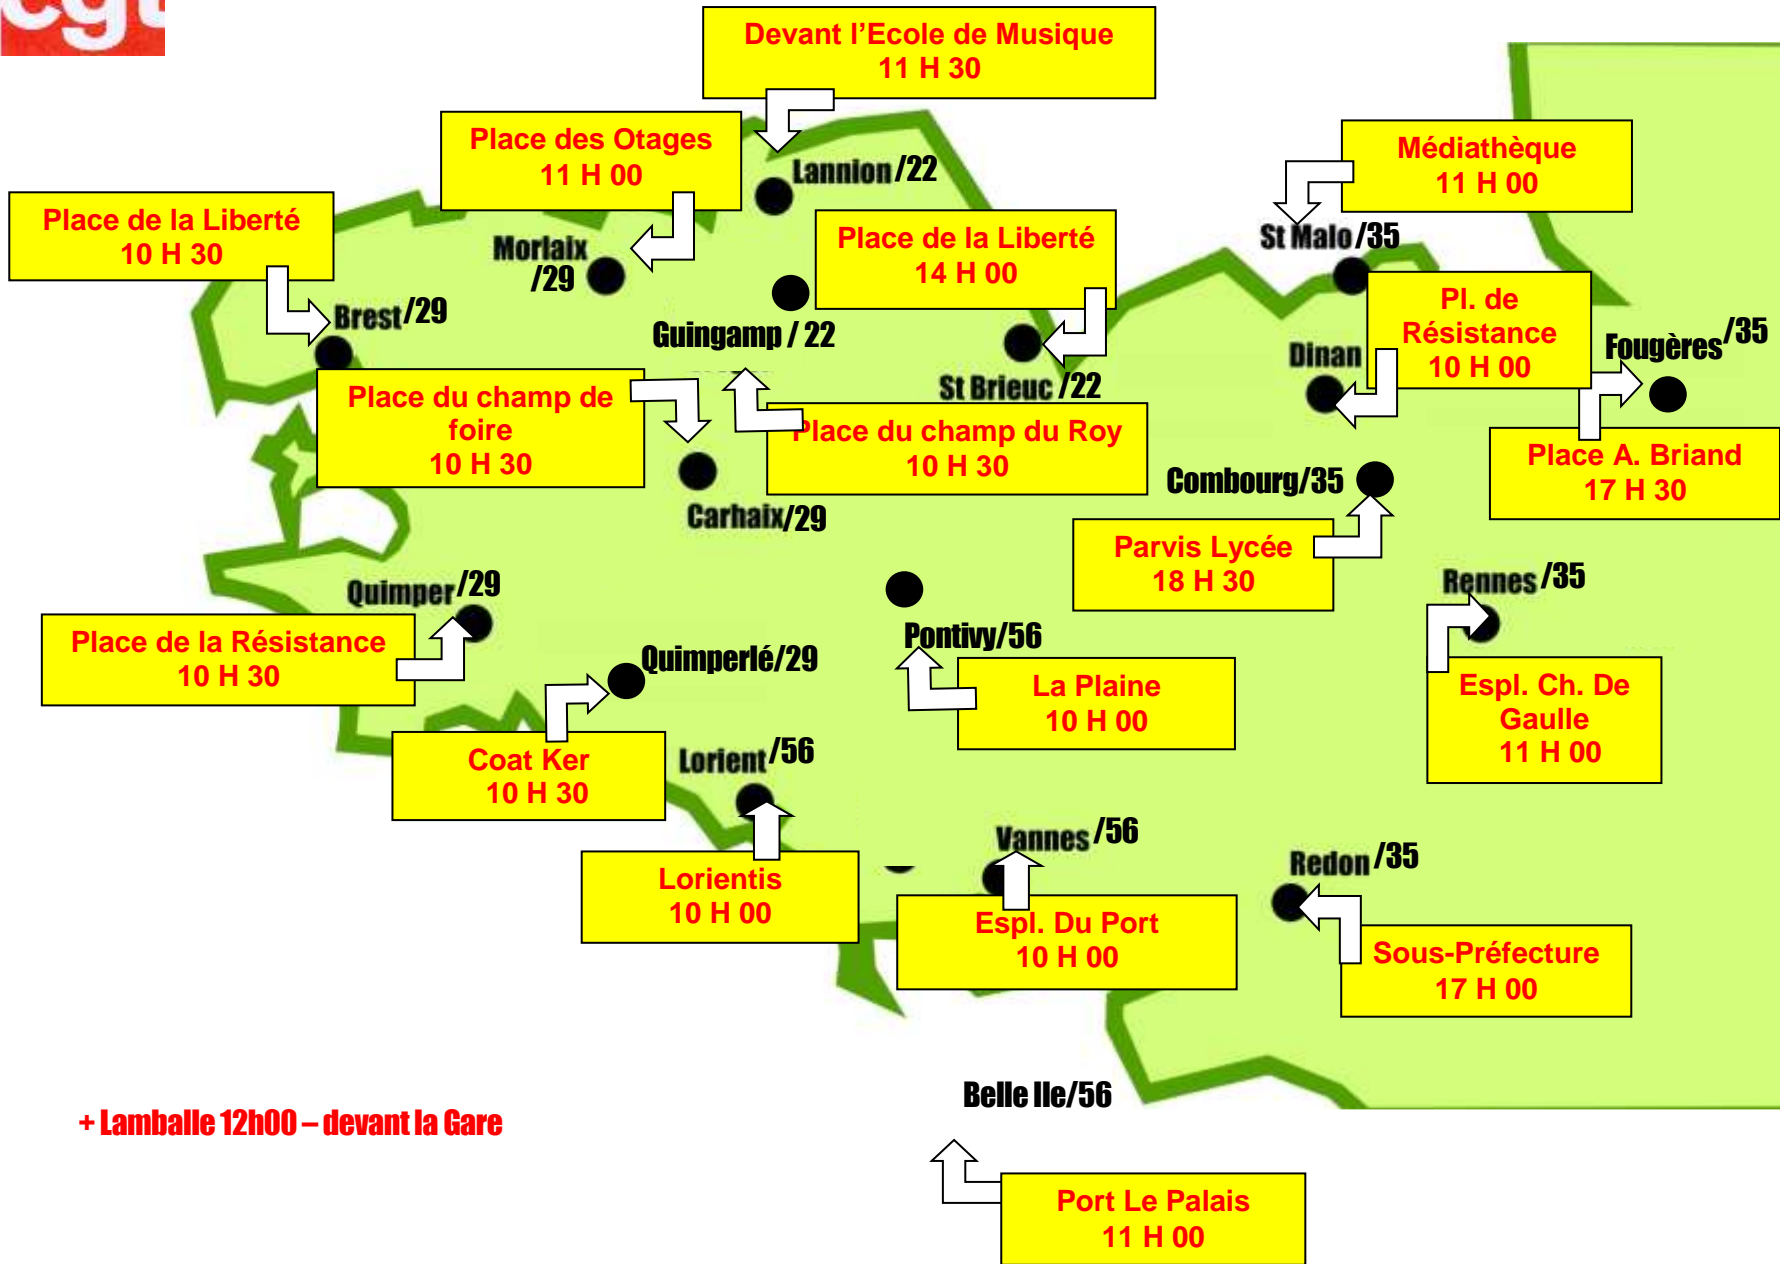 cgt
Devant l'Ecole de Musique
11 H 30
Place des Otages
11 H 00
Lannion /22
Médiathèque
11 H 00
Place de la Liberté
10 H 30
Morlaix
/29
Place de la Liberté
14 H 00
St Malo /35
Brest /29
Guingamp / 22
Pl. de
Résistance
10 H 00
Dinan
Fougères /35
St Brieuc /22
Place du champ de
foire
10 H 30
Place du champ du Roy
10 H 30
Place A. Briand
17 H 30
Combourg/35
Carhaix/29
Parvis Lycée
18 H 30
Quimper /29
Rennes /35
Place de la Résistance
10 H 30
Quimperlé/29
Pontivy/56
La Plaine
10 H 00
Espl. Ch. De
Gaulle
11 H 00
Coat Ker
10 H 30
Lorient /56
Vannes /56
Redon /35
Lorientis
10 H 00
Espl. Du Port
10 H 00
Sous-Préfecture
17 H 00
Belle Ile/56
+ Lamballe 12h00 – devant la Gare
Port Le Palais
11 H 00